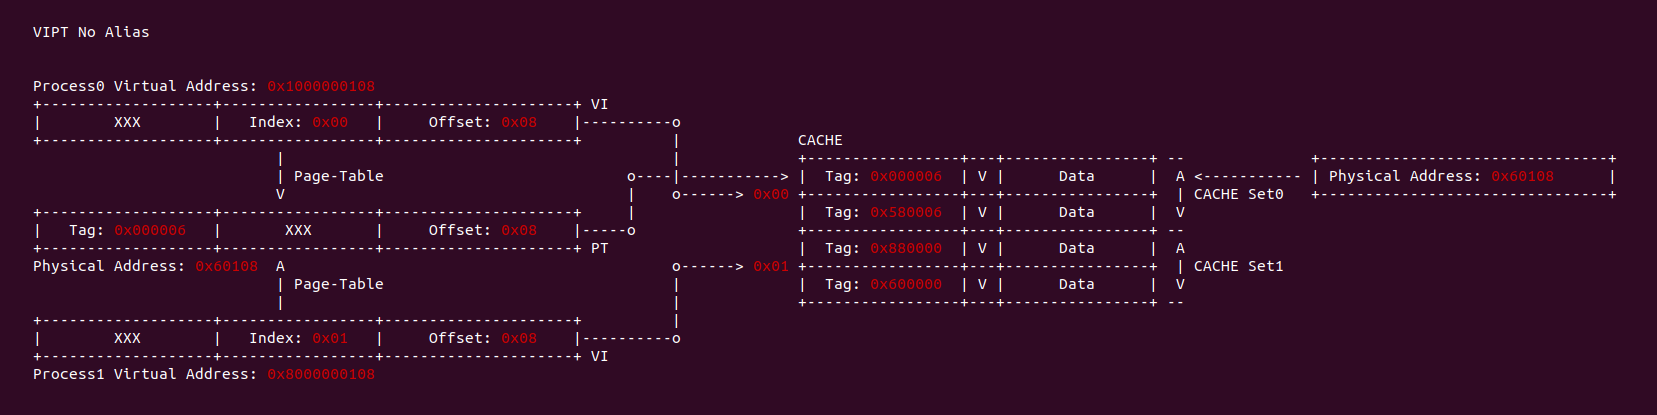 VIPT No Alias
Process0 Virtual Address: 0x1000000108
+-------------------+-----------------+---------------------+ VI
|        XXX        |   Index: 0x00   |     Offset: 0x08    |----------o
+-------------------+-----------------+---------------------+          |             CACHE
                           |                                           |             +-----------------+---+----------------+ --              +--------------------------------+
                           | Page-Table                           o----|-----------> |  Tag: 0x000006  | V |      Data      |  A <----------- | Physical Address: 0x60108      |
                           V                                      |    o------> 0x00 +-----------------+---+----------------+  | CACHE Set0   +--------------------------------+
+-------------------+-----------------+---------------------+     |                  |  Tag: 0x580006  | V |      Data      |  V
|   Tag: 0x000006   |       XXX       |     Offset: 0x08    |-----o                  +-----------------+---+----------------+ --
+-------------------+-----------------+---------------------+ PT                     |  Tag: 0x880000  | V |      Data      |  A
Physical Address: 0x60108  A                                           o------> 0x01 +-----------------+---+----------------+  | CACHE Set1
                           | Page-Table                                |             |  Tag: 0x600000  | V |      Data      |  V
                           |                                           |             +-----------------+---+----------------+ --
+-------------------+-----------------+---------------------+          |
|        XXX        |   Index: 0x01   |     Offset: 0x08    |----------o
+-------------------+-----------------+---------------------+ VI
Process1 Virtual Address: 0x8000000108